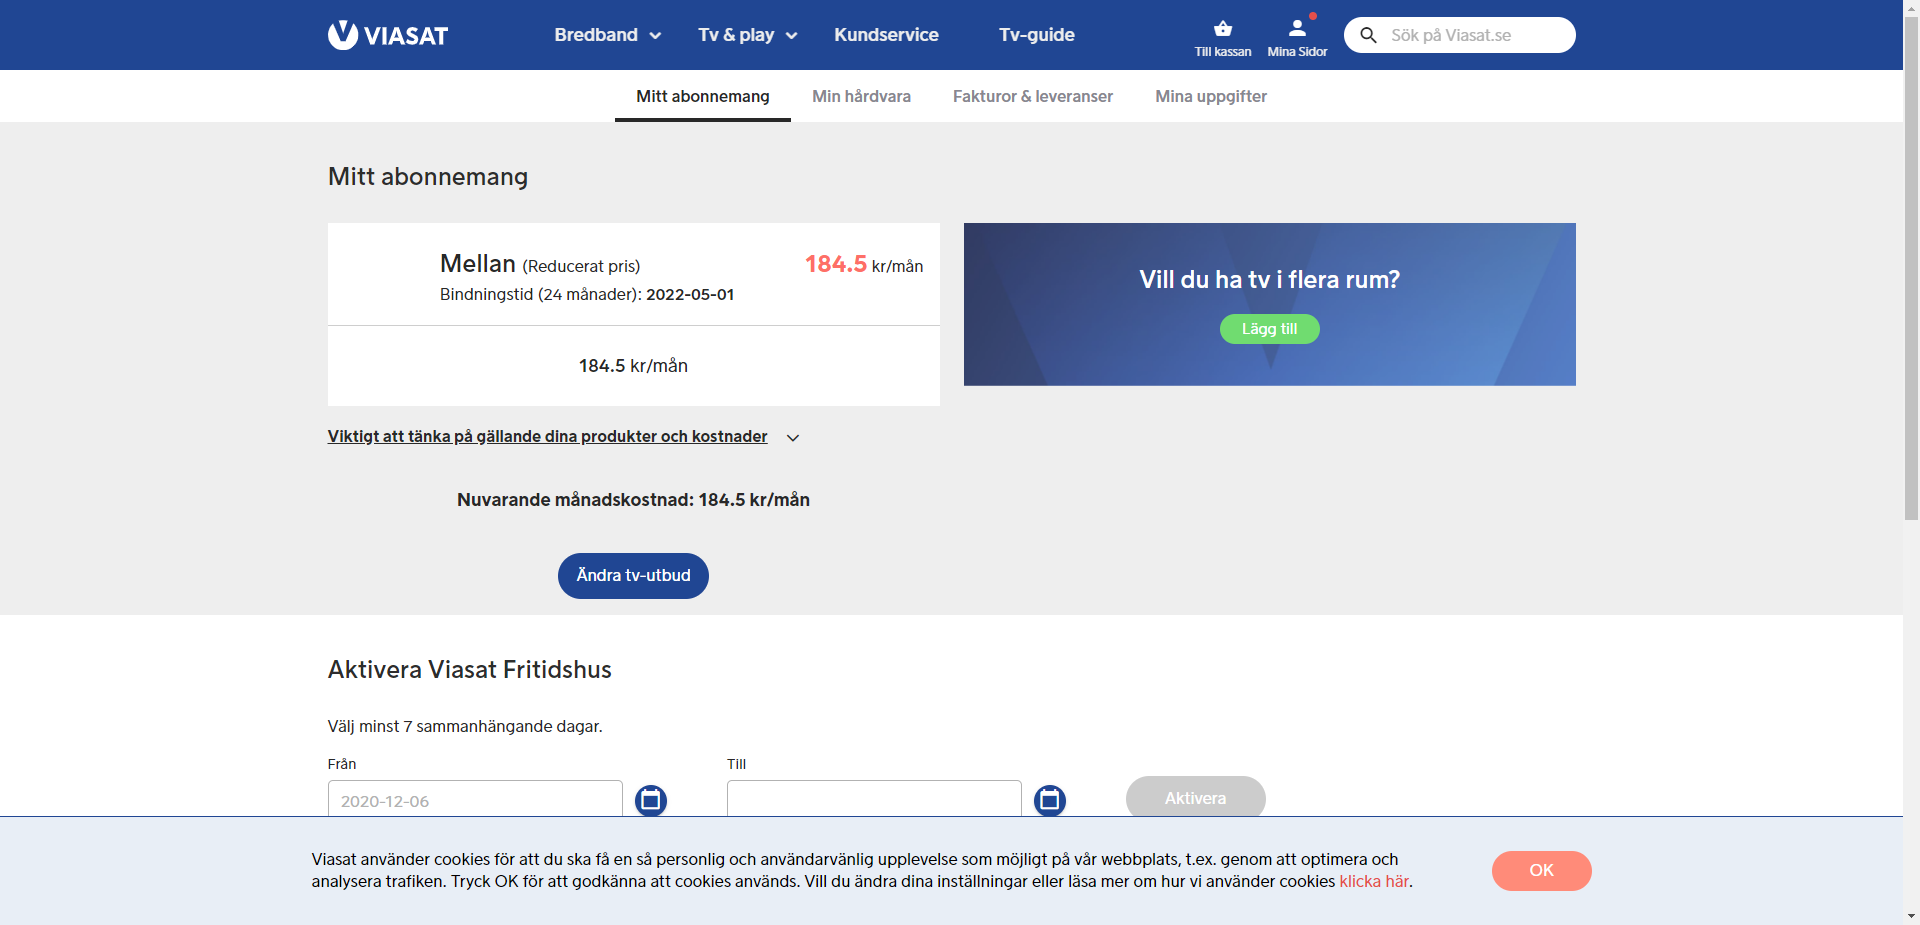 VIASAT
Bredband
Tv & play
Kundservice
Tv-guide
Till kassan
Mina Sidor
Sök på Viasat.se
Mitt abonnemang
Min hårdvara
Fakturor & leveranser
Mina uppgifter
Mitt abonnemang
Mellan (Reducerat pris)
184.5 kr/mån
Bindningstid (24 månader): 2022-05-01
184.5 kr/mån
Vill du ha tv i flera rum?
Lägg till
Viktigt att tänka på gällande dina produkter och kostnader
Nuvarande månadskostnad: 184.5 kr/mån
Ändra tv-utbud
Aktivera Viasat Fritidshus
Välj minst 7 sammanhängande dagar.
Från
Till
2020-12-06
Aktivera
Viasat använder cookies för att du ska få en så personlig och användarvänlig upplevelse som möjligt på vår webbplats, t.ex. genom att optimera och
analysera trafiken. Tryck OK för att godkänna att cookies används. Vill du ändra dina inställningar eller läsa mer om hur vi använder cookies klicka här.
OK